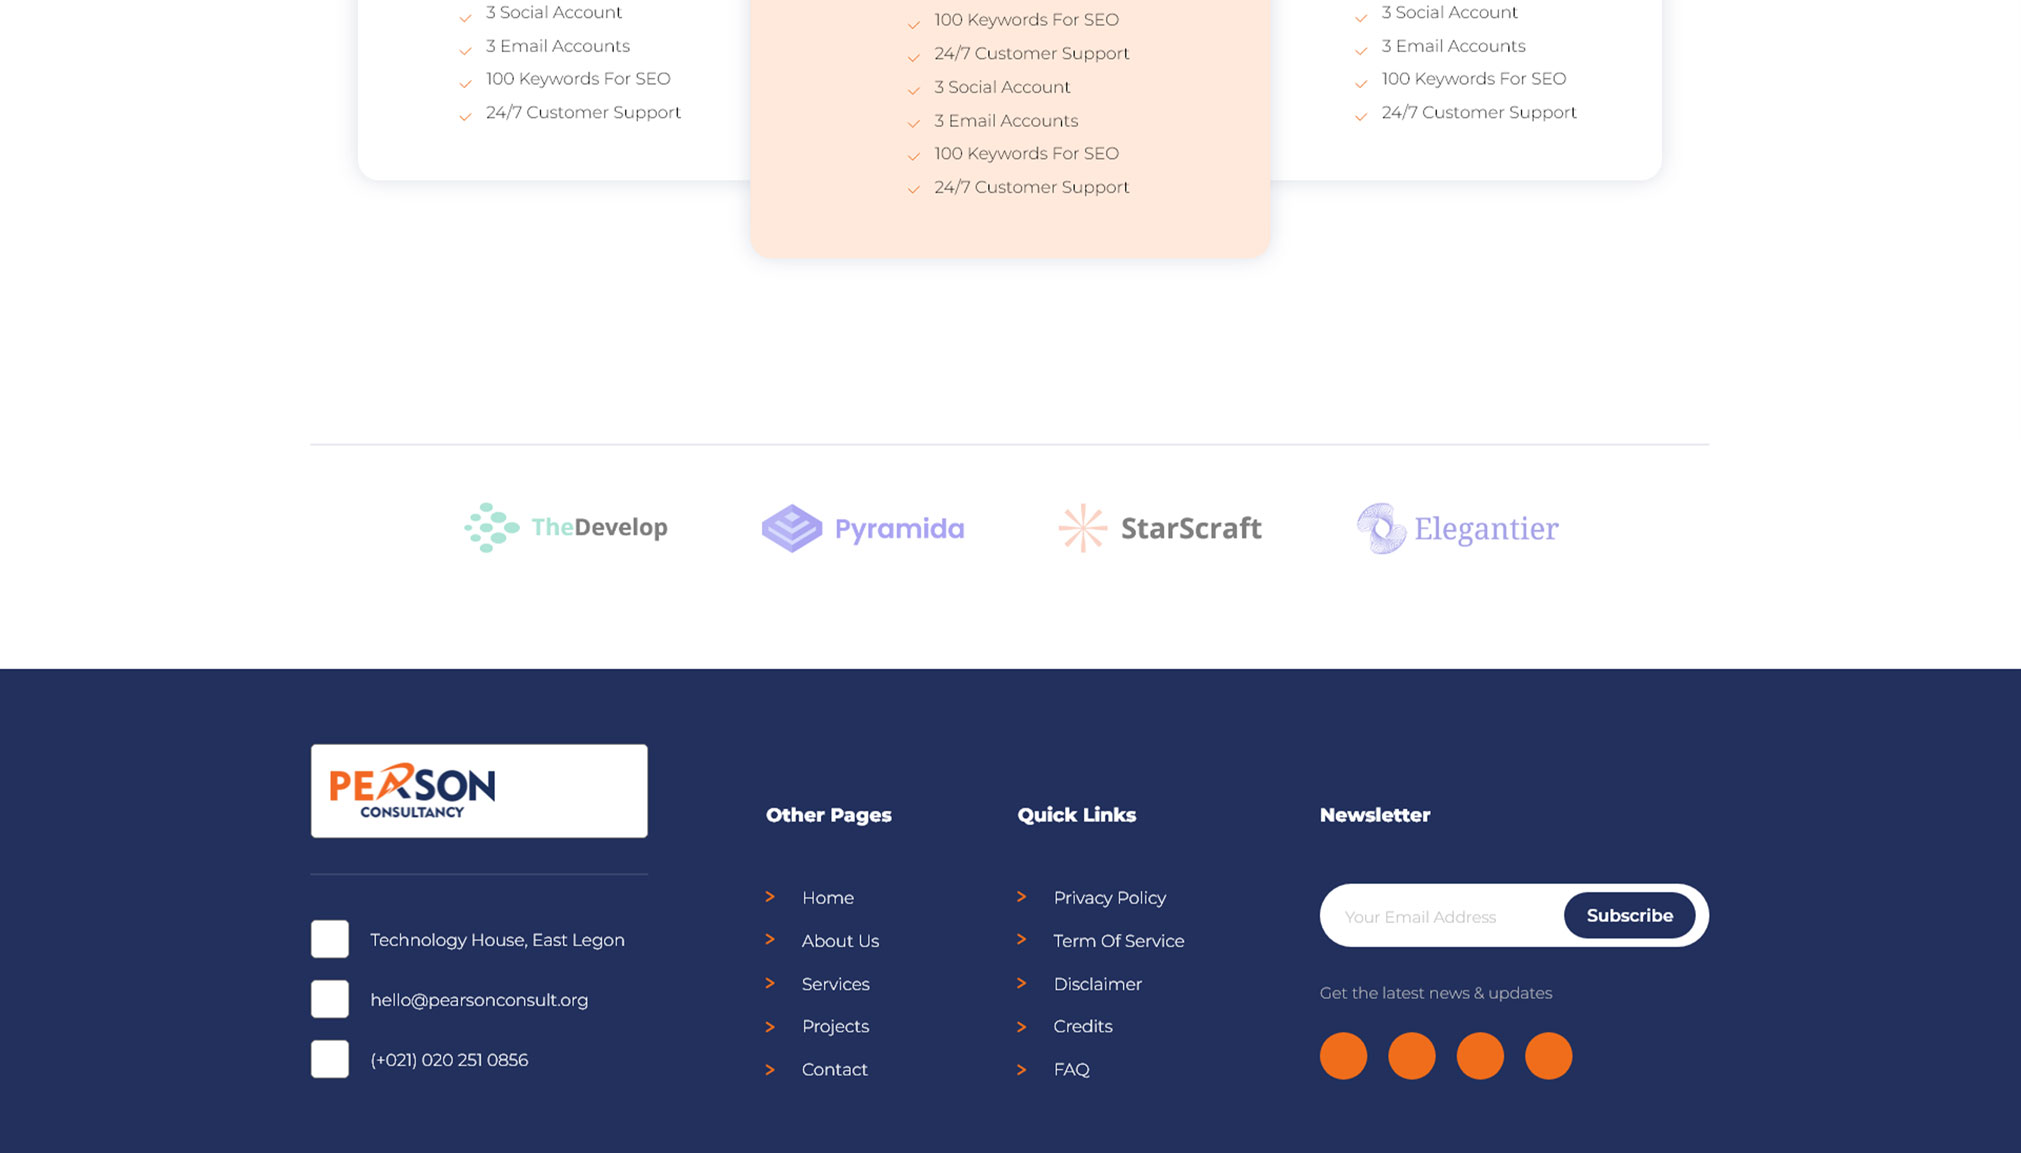 3 Social Account
3 Email Accounts
100 Keywords For SEO
24/7 Customer Support
100 Keywords For SEO
24/7 Customer Support
3 Social Account
3 Email Accounts
100 Keywords For SEO
24/7 Customer Support
3 Social Account
3 Email Accounts
100 Keywords For SEO
24/7 Customer Support
TheDevelop
Pyramida
StarScraft
Elegantier
PEARSON
CONSULTANCY
Technology House, East Legon
hello@pearsonconsult.org
(+021) 020 251 0856
Other Pages
> Home
> About Us
> Services
> Projects
> Contact
Quick Links
> Privacy Policy
> Term Of Service
> Disclaimer
> Credits
> FAQ
Newsletter
Your Email Address
Subscribe
Get the latest news & updates